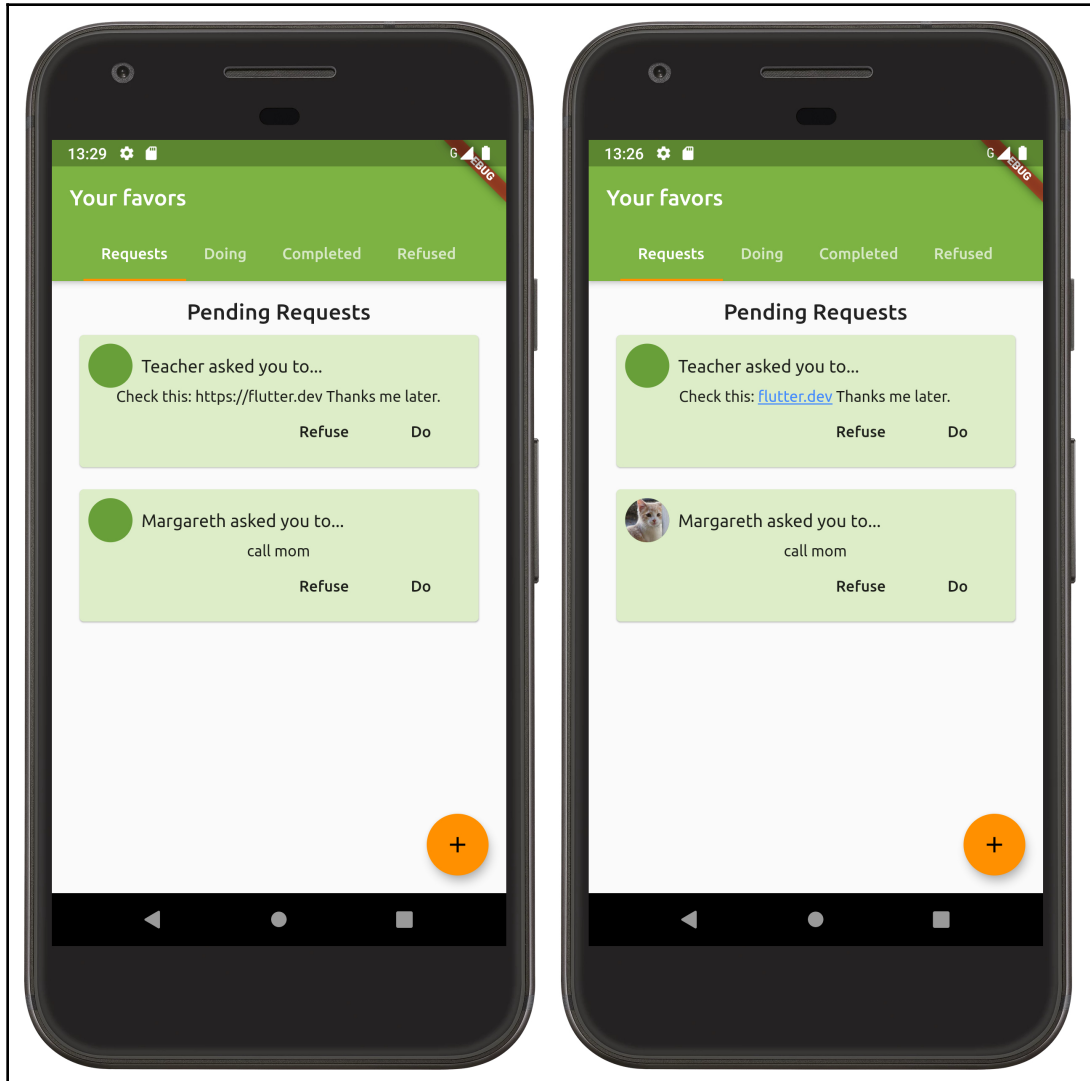 13:29 G
DEBUG
Your favors
Requests Doing Completed Refused
Pending Requests
Teacher asked you to...
Check this: https://flutter.dev Thanks me later.
Refuse Do
Margareth asked you to...
call mom
Refuse Do
+
13:26 G
DEBUG
Your favors
Requests Doing Completed Refused
Pending Requests
Teacher asked you to...
Check this: flutter.dev Thanks me later.
Refuse Do
Margareth asked you to...
call mom
Refuse Do
+